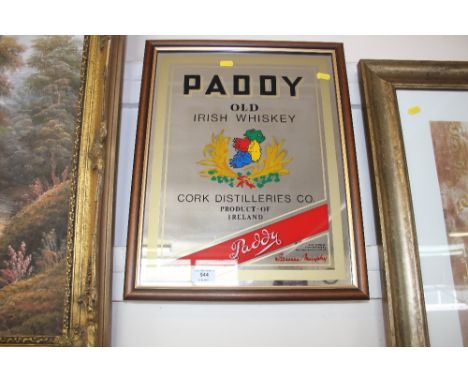 PADDY
OLD
IRISH WHISKEY
CORK DISTILLERIES CO.
PRODUCT-OF
IRELAND
Paddy
544